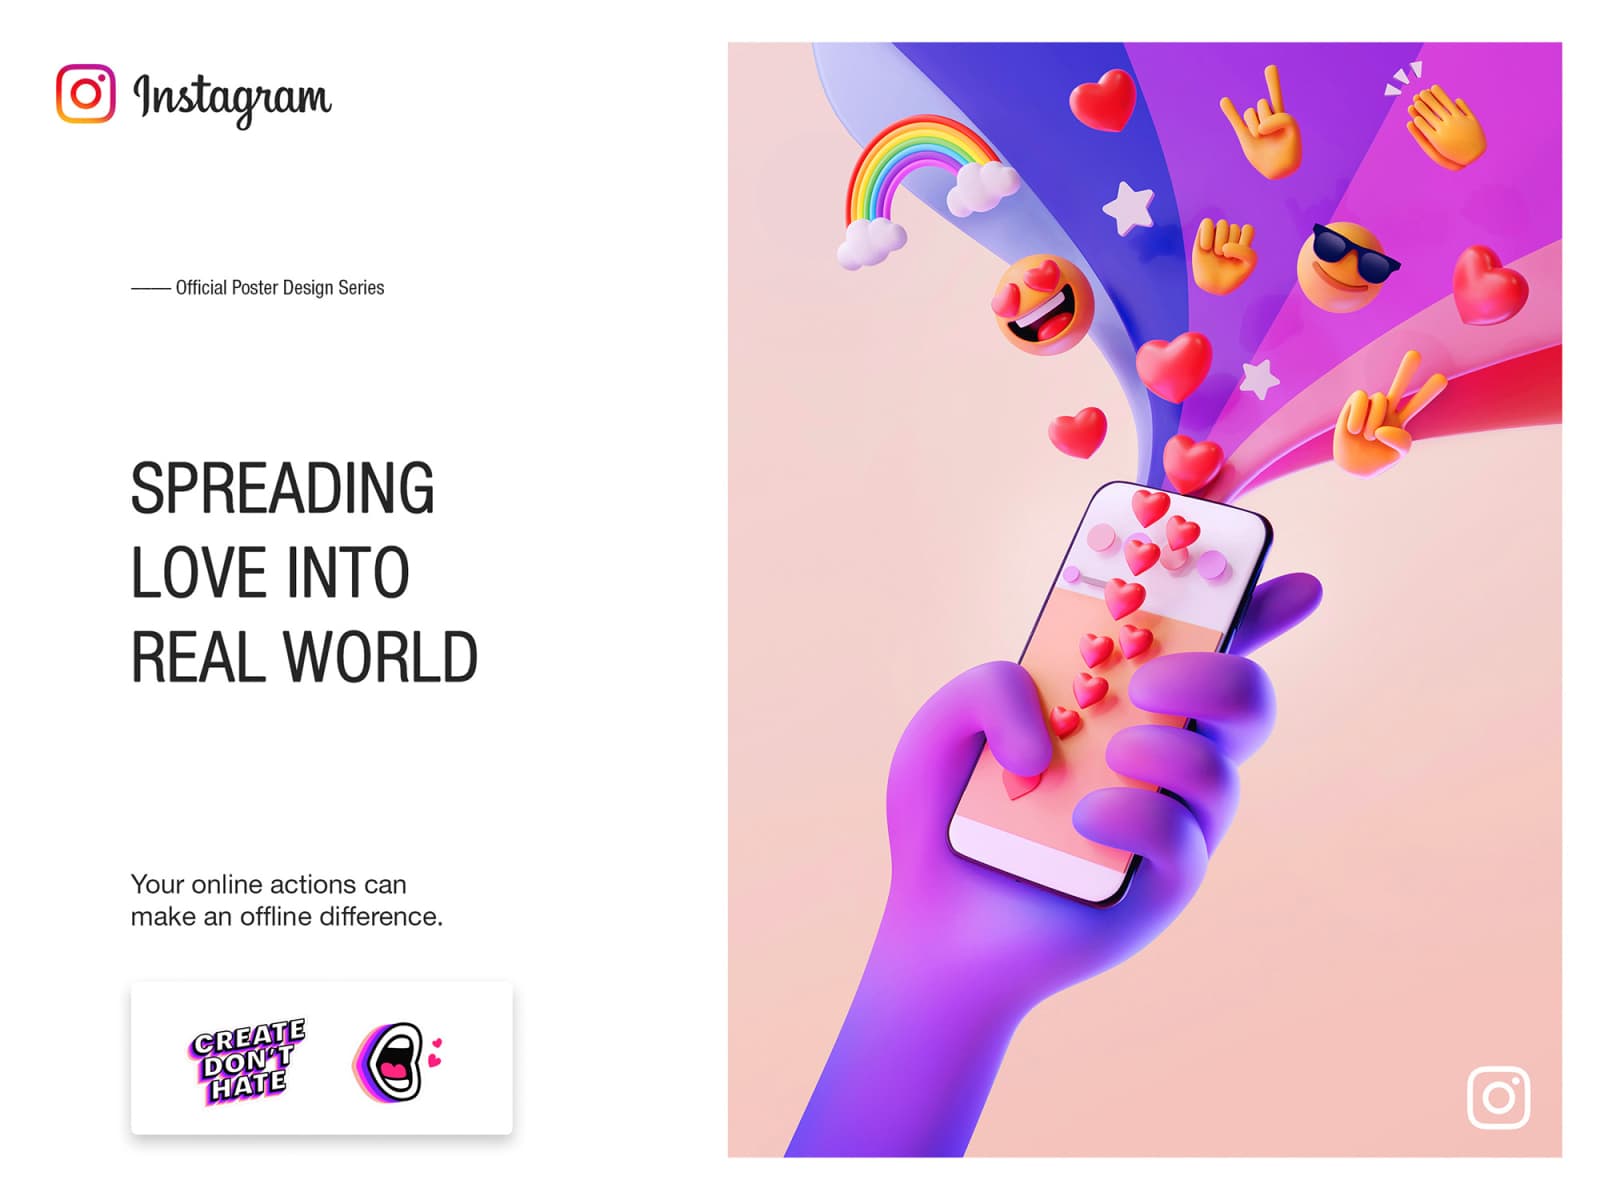 Instagram
—— Official Poster Design Series
SPREADING
LOVE INTO
REAL WORLD
Your online actions can
make an offline difference.
CREATE
DON'T
HATE